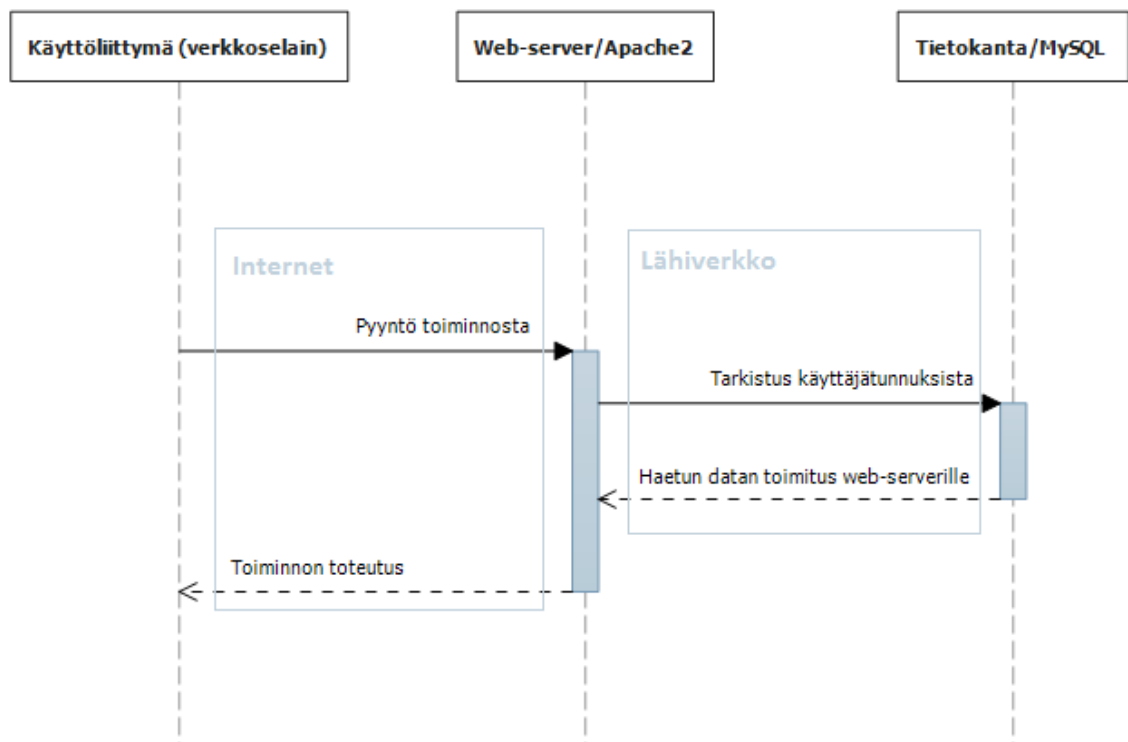 Käyttöliittymä (verkkoselain)
Web-server/Apache2
Tietokanta/MySQL
Internet
Lähiverkko
Pyyntö toiminnosta
Tarkistus käyttäjätunnuksista
Haetun datan toimitus web-serverille
Toiminnon toteutus